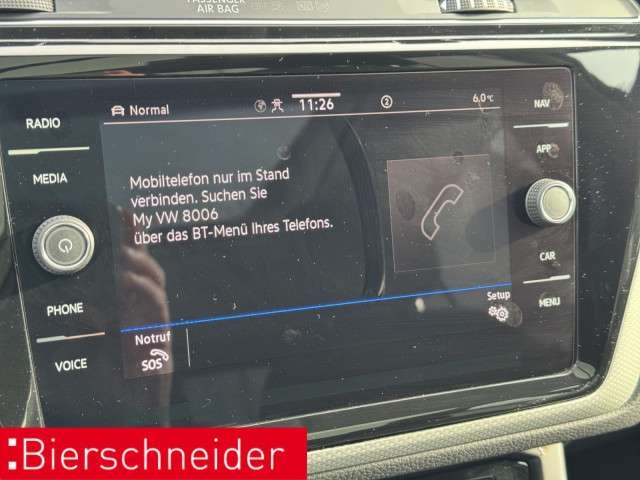 PASSENGER
AIR BAG
RADIO
MEDIA
PHONE
VOICE
Normal
11:26
2
6,0°C
Mobiltelefon nur im Stand
verbinden. Suchen Sie
My VW 8006
über das BT-Menü Ihres Telefons.
Notruf
SOS
Setup
NAV
APP
CAR
MENU
Bierschneider